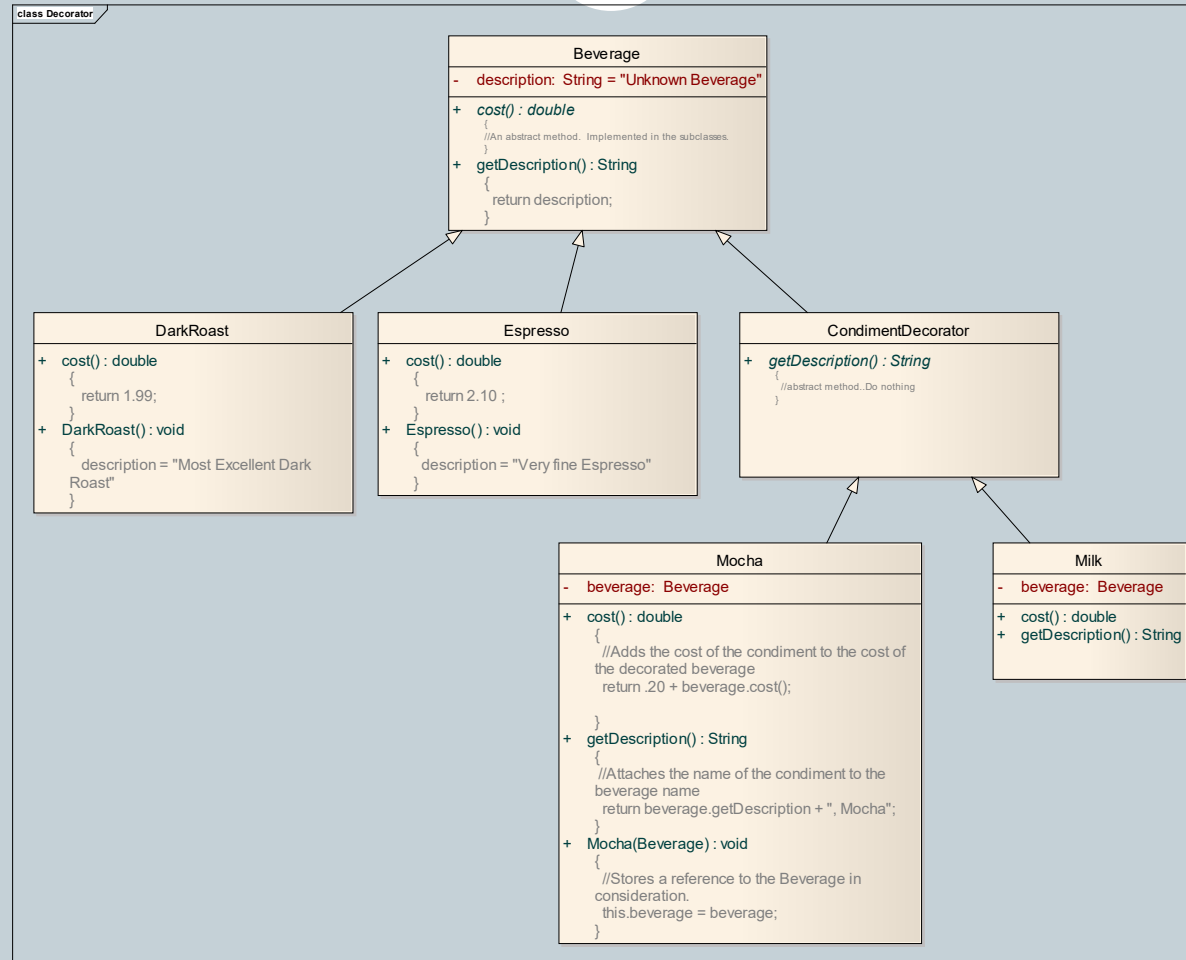 class Decorator
Beverage
- description: String = "Unknown Beverage"
+ cost() : double
{
//An abstract method. Implemented in the subclasses.
}
+ getDescription() : String
{
return description;
}
DarkRoast
+ cost() : double
{
return 1.99;
}
+ DarkRoast() : void
{
description = "Most Excellent Dark
Roast"
}
Espresso
+ cost() : double
{
return 2.10 ;
}
+ Espresso() : void
{
description = "Very fine Espresso"
}
CondimentDecorator
+ getDescription() : String
{
//abstract method..Do nothing
}
Mocha
- beverage: Beverage
+ cost() : double
{
//Adds the cost of the condiment to the cost of
the decorated beverage
return .20 + beverage.cost();
}
+ getDescription() : String
{
//Attaches the name of the condiment to the
beverage name
return beverage.getDescription + ", Mocha";
}
+ Mocha(Beverage) : void
{
//Stores a reference to the Beverage in
consideration.
this.beverage = beverage;
}
Milk
- beverage: Beverage
+ cost() : double
+ getDescription() : String